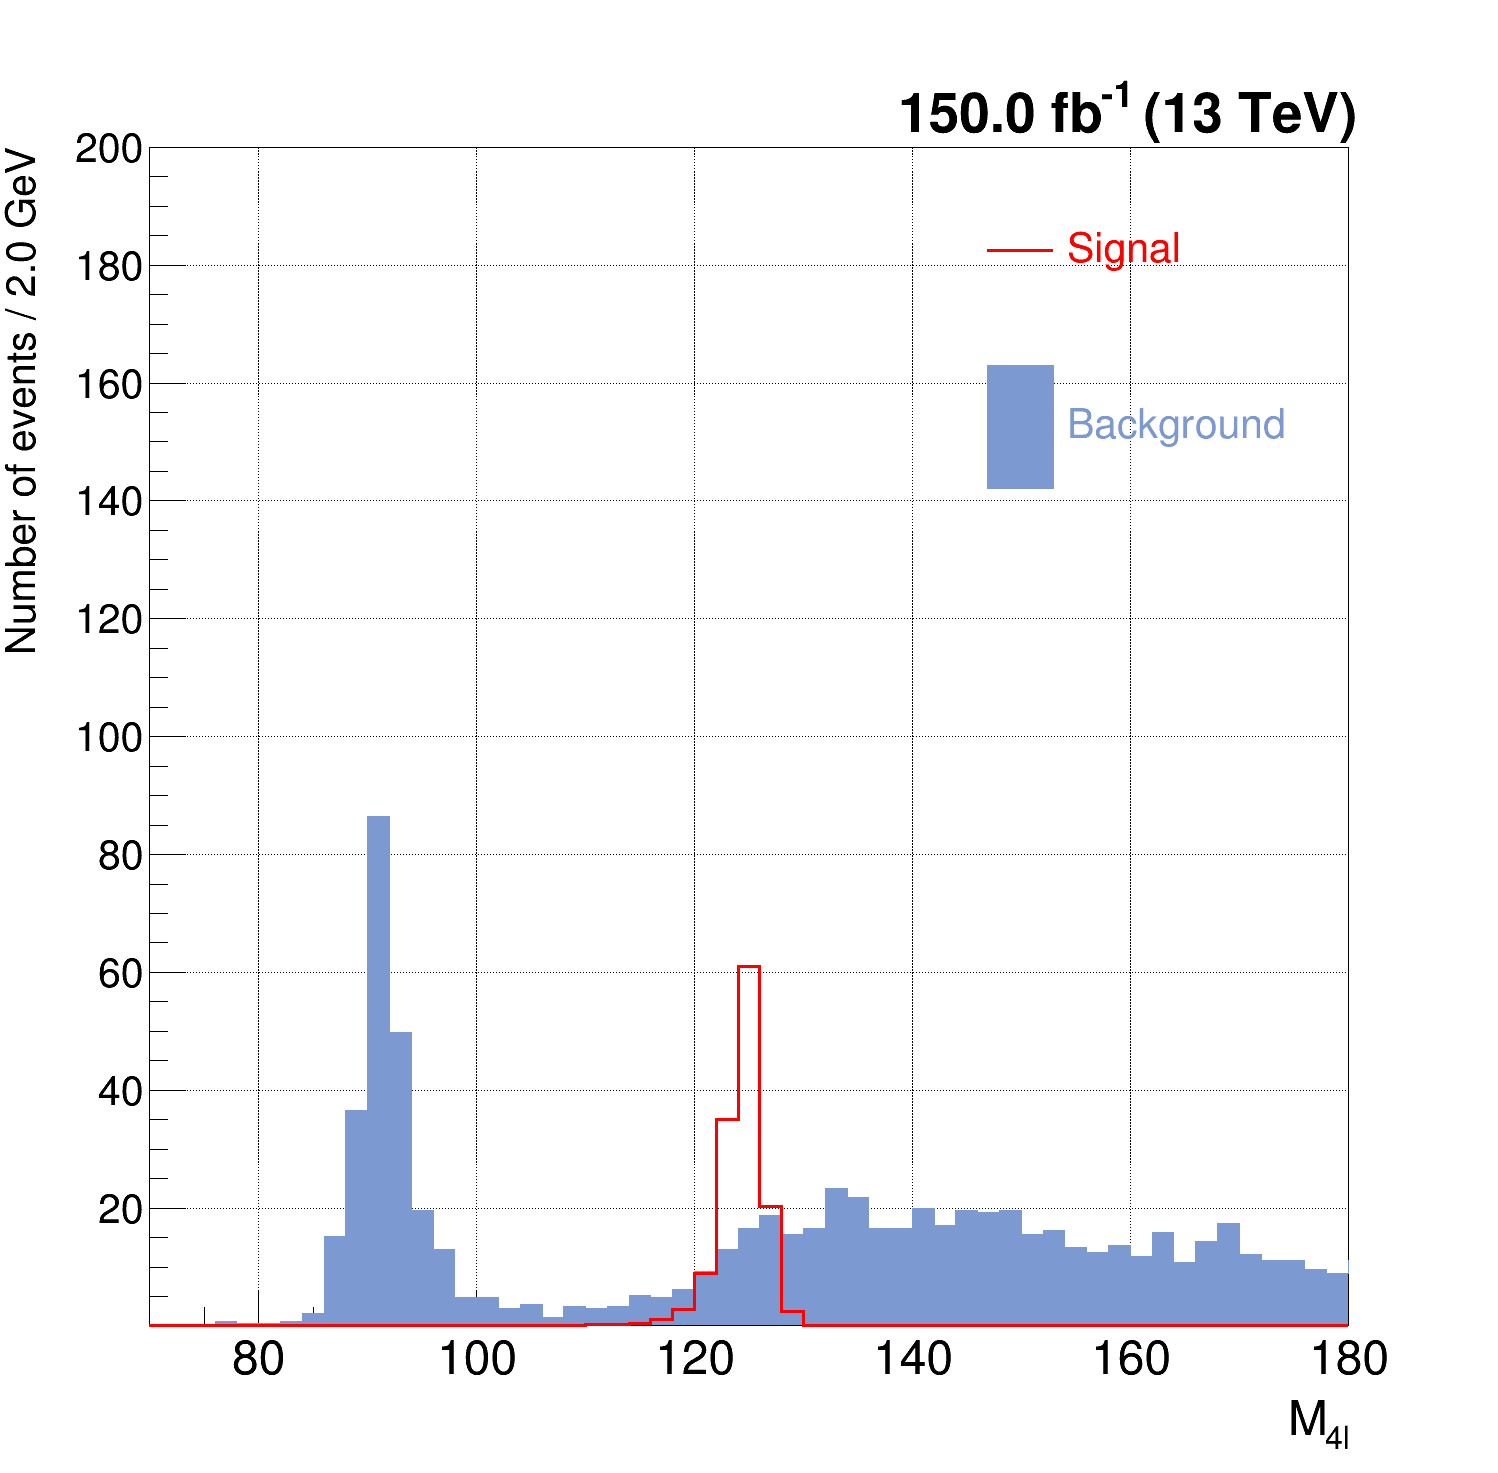 150.0 fb⁻¹ (13 TeV)
Number of events / 2.0 GeV
200
180
160
140
120
100
80
60
40
20
Signal
Background
80 100 120 140 160 180
M₄ₗ